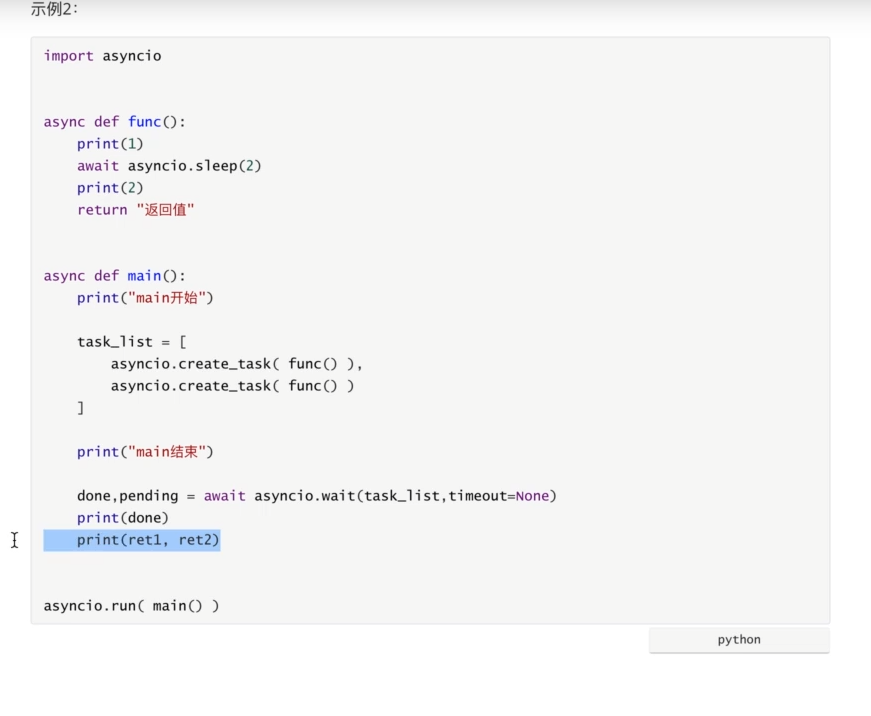 示例2:
import asyncio
async def func():
    print(1)
    await asyncio.sleep(2)
    print(2)
    return "返回值"
async def main():
    print("main开始")
    task_list = [
        asyncio.create_task( func() ),
        asyncio.create_task( func() )
    ]
    print("main结束")
    done,pending = await asyncio.wait(task_list,timeout=None)
    print(done)
    print(ret1, ret2)
asyncio.run( main() )
python